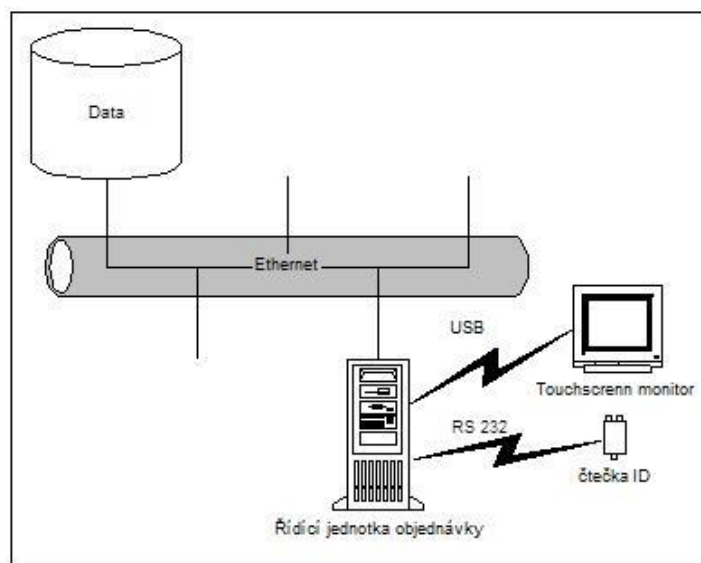 Data
Ethernet
USB
Touchscrenn monitor
RS 232
čtečka ID
Řídící jednotka objednávky